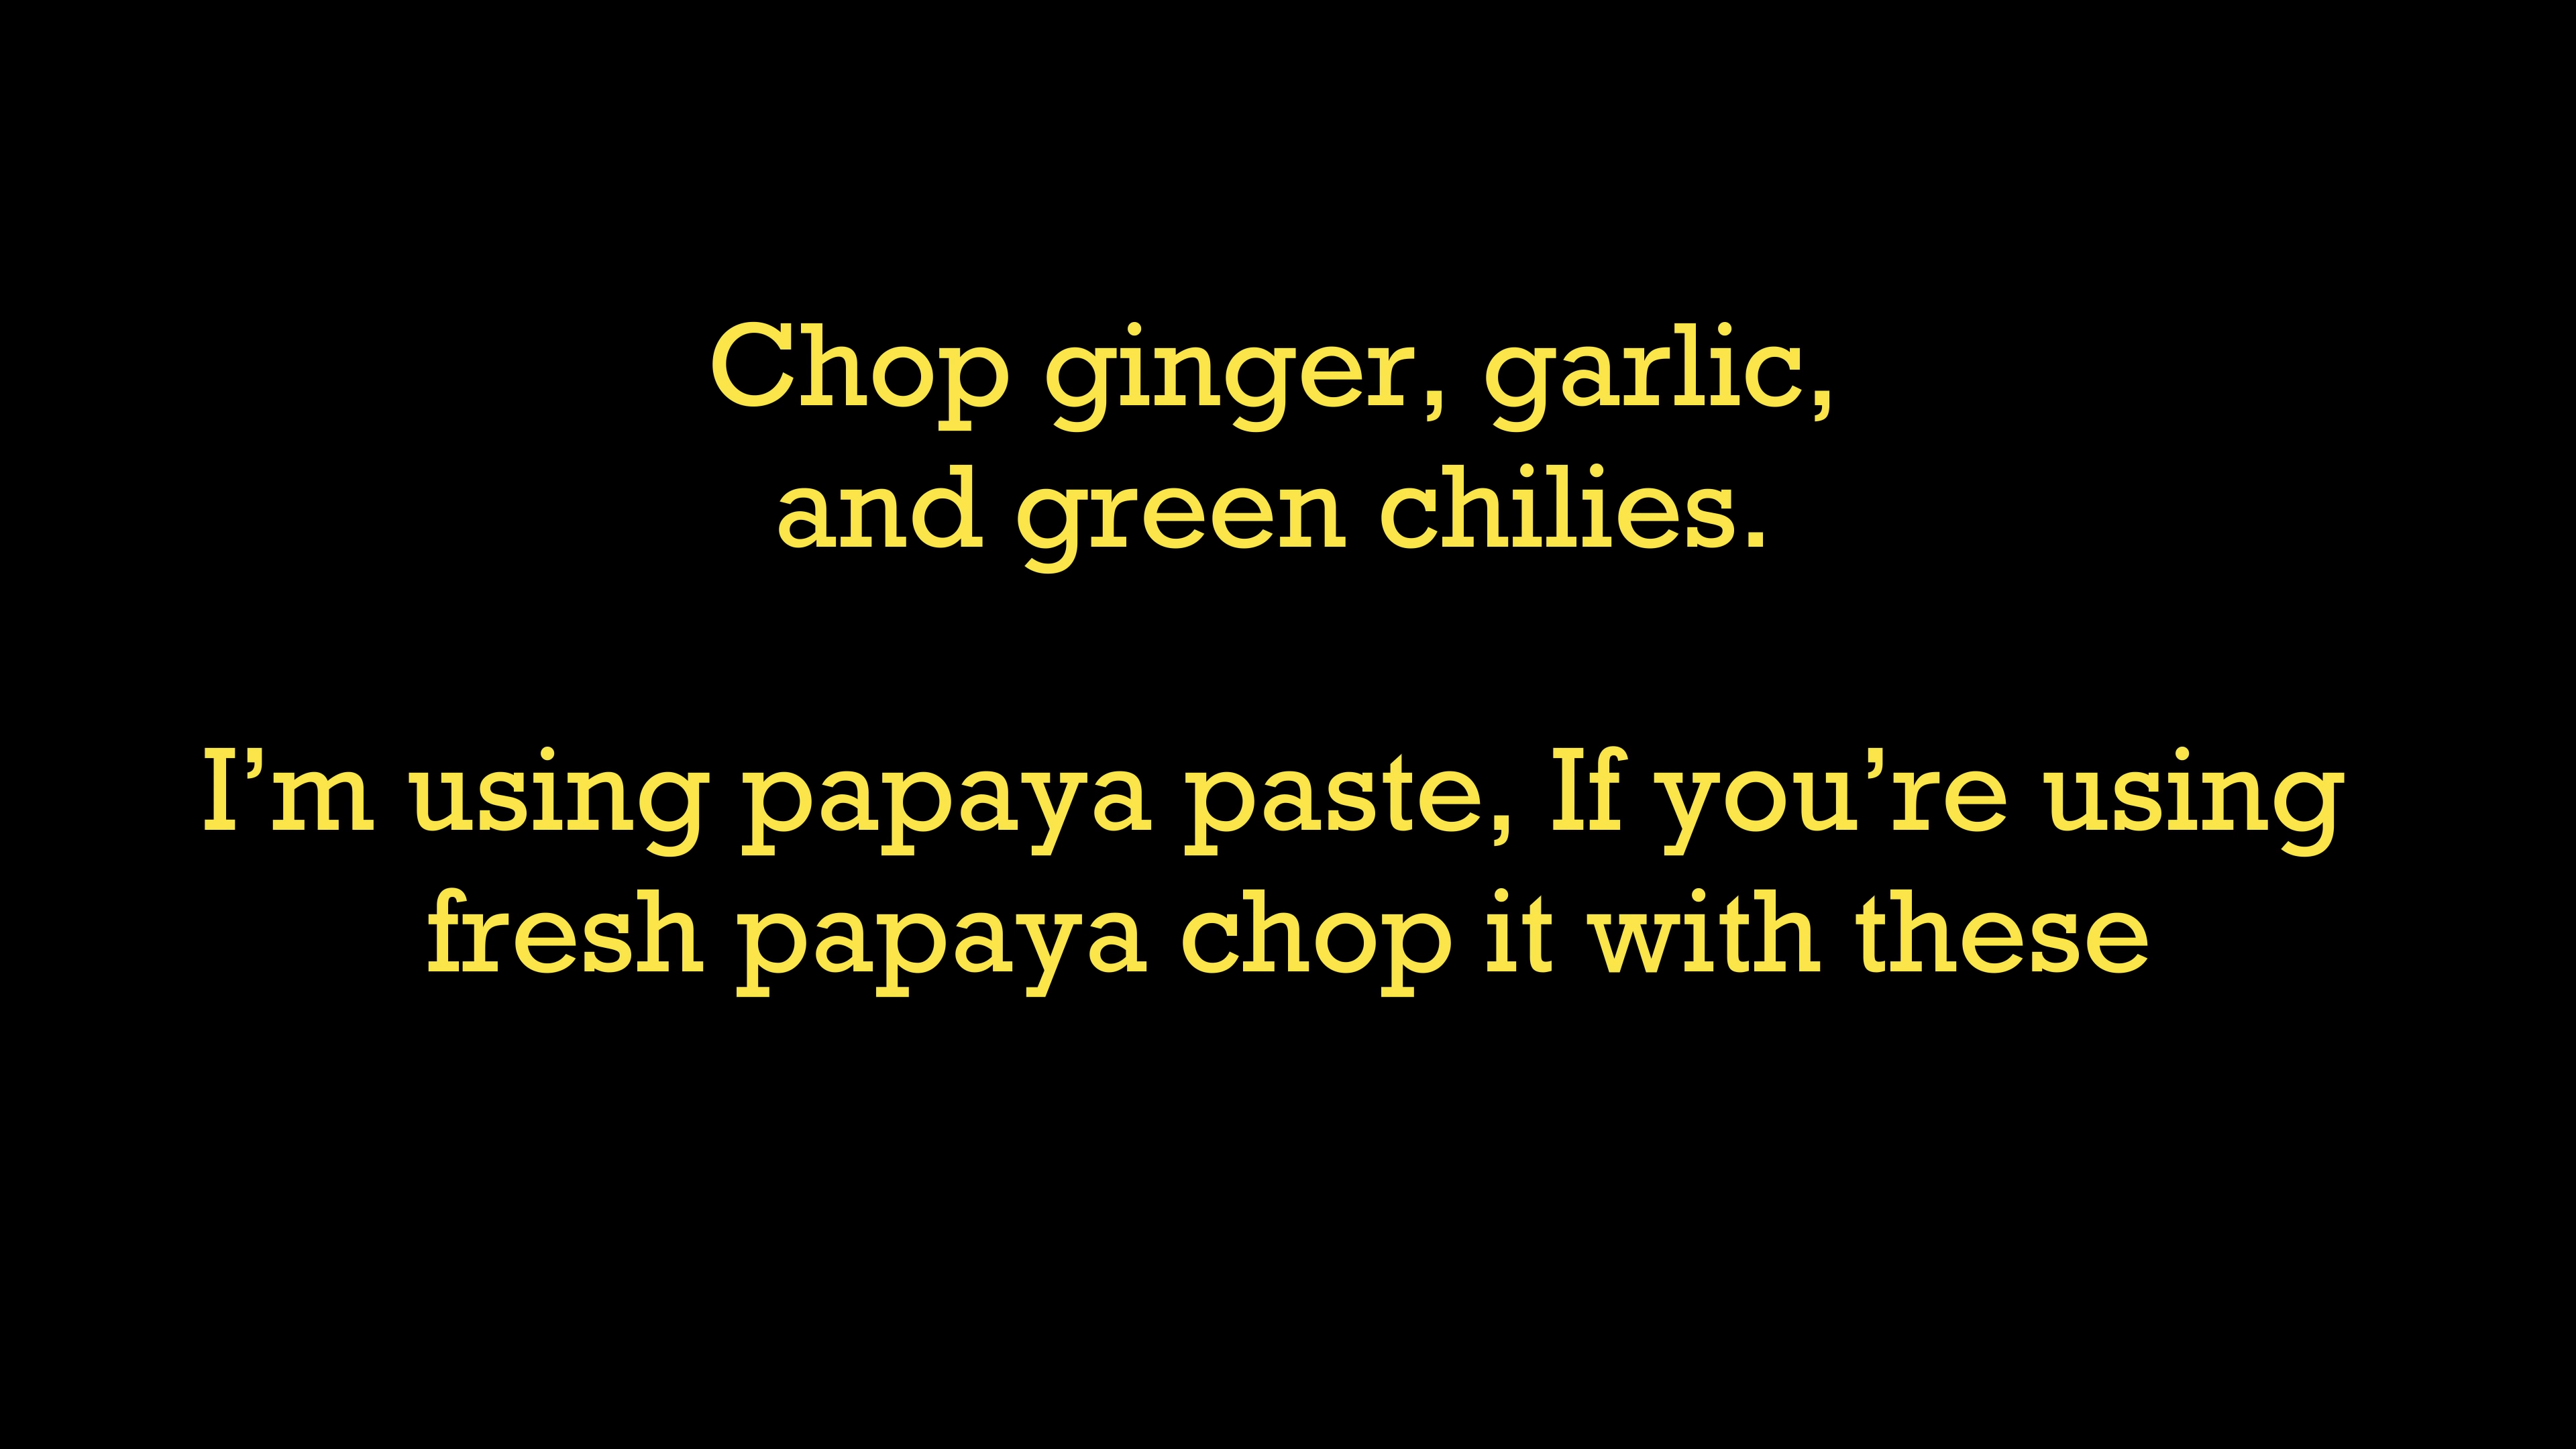 Chop ginger, garlic,
and green chilies.
I’m using papaya paste, If you’re using
fresh papaya chop it with these